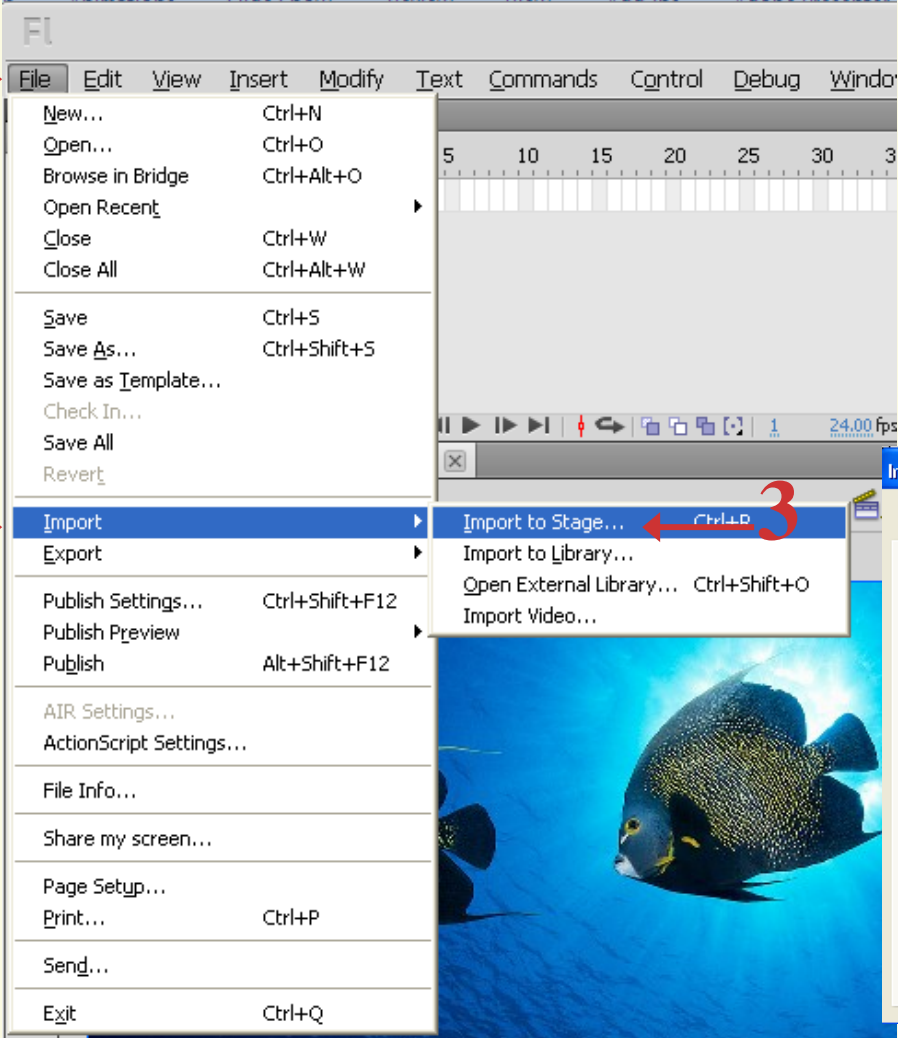 Fl
File Edit View Insert Modify Text Commands Control Debug
New... Ctrl+N
Open... Ctrl+O
Browse in Bridge Ctrl+Alt+O
Open Recent
Close Ctrl+W
Close All Ctrl+Alt+W
Save Ctrl+S
Save As... Ctrl+Shift+S
Save as Template...
Check In...
Save All
Revert
Import
Export
Publish Settings... Ctrl+Shift+F12
Publish Preview
Publish Alt+Shift+F12
AIR Settings...
ActionScript Settings...
File Info...
Share my screen...
Page Setup...
Print... Ctrl+P
Send...
Exit Ctrl+Q
5 10 15 20 25 30
1 24.00 fps
Import to Stage... Ctrl+R
3
Import to Library...
Open External Library... Ctrl+Shift+O
Import Video...